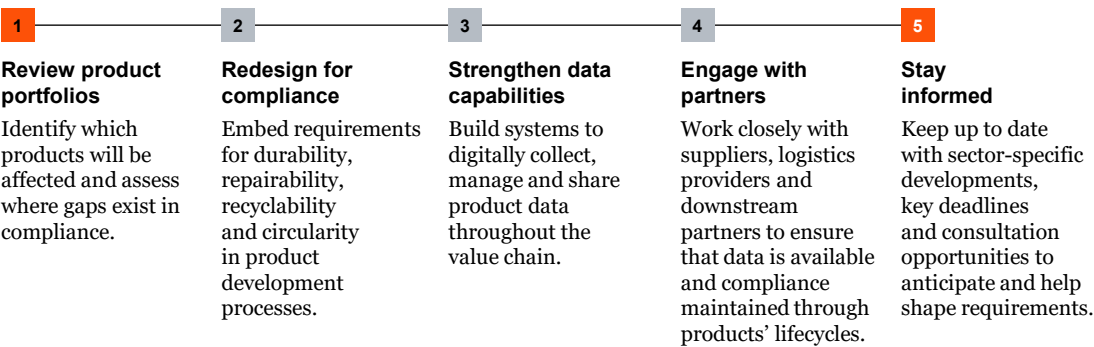 1
Review product
portfolios
Identify which
products will be
affected and assess
where gaps exist in
compliance.
2
Redesign for
compliance
Embed requirements
for durability,
repairability,
recyclability
and circularity
in product
development
processes.
3
Strengthen data
capabilities
Build systems to
digitally collect,
manage and share
product data
throughout the
value chain.
4
Engage with
partners
Work closely with
suppliers, logistics
providers and
downstream
partners to ensure
that data is available
and compliance
maintained through
products’ lifecycles.
5
Stay
informed
Keep up to date
with sector-specific
developments,
key deadlines
and consultation
opportunities to
anticipate and help
shape requirements.